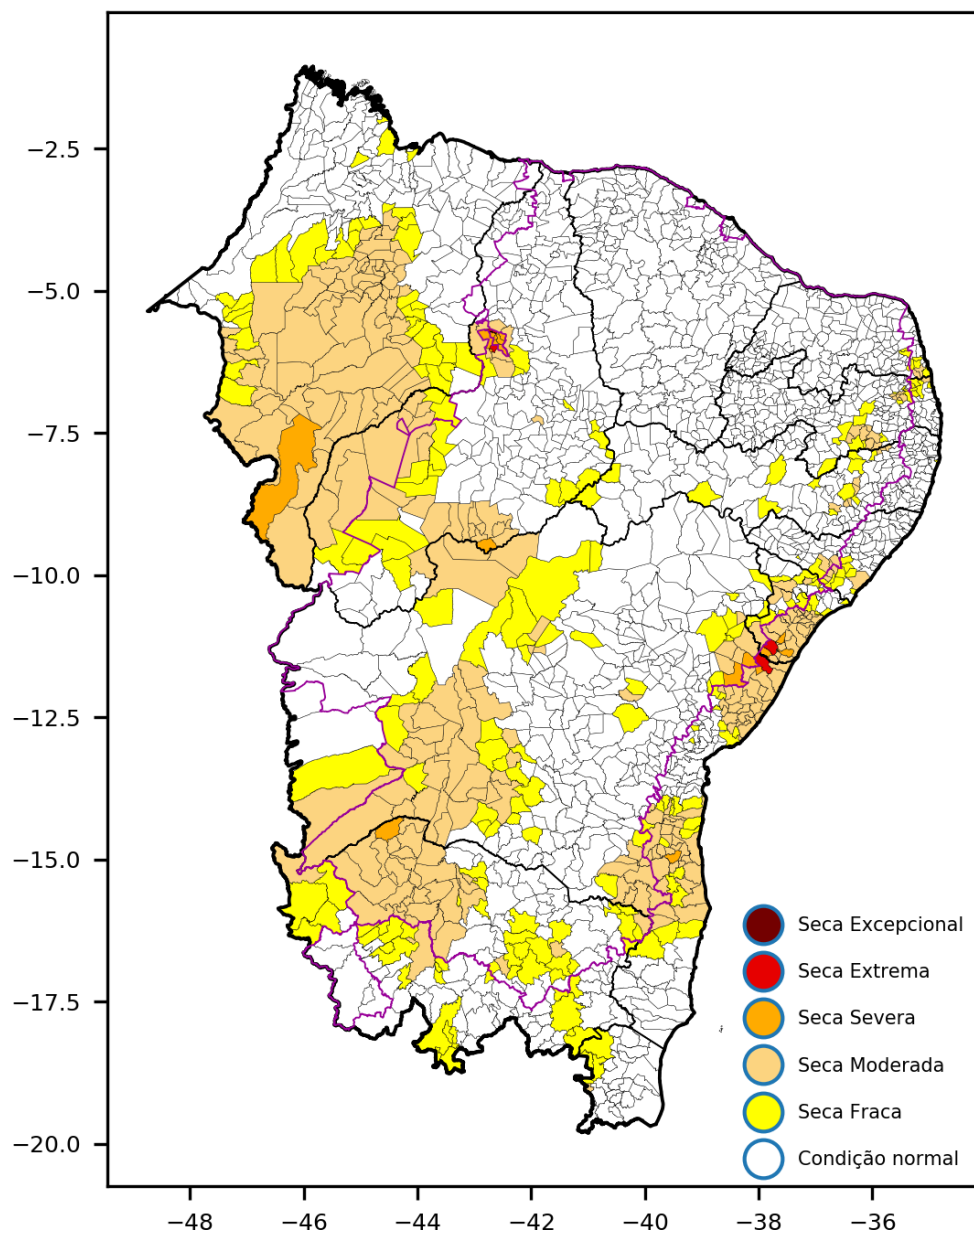 −2.5
−5.0
−7.5
−10.0
−12.5
−15.0
−17.5
−20.0
Seca Excepcional
Seca Extrema
Seca Severa
Seca Moderada
Seca Fraca
Condição normal
−48 −46 −44 −42 −40 −38 −36